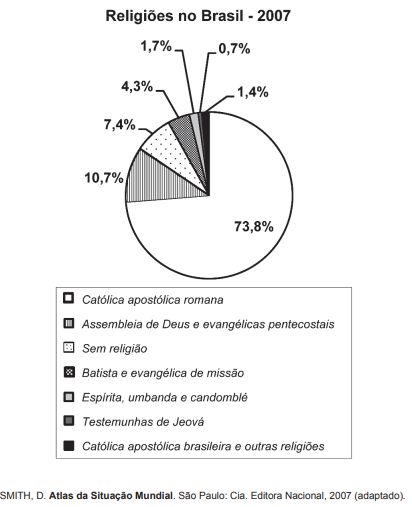 Religiões no Brasil - 2007
1,7%
0,7%
4,3%
1,4%
7,4%
10,7%
73,8%
Católica apostólica romana
Assembleia de Deus e evangélicas pentecostais
Sem religião
Batista e evangélica de missão
Espírita, umbanda e candomblé
Testemunhas de Jeová
Católica apostólica brasileira e outras religiões
SMITH, D. Atlas da Situação Mundial. São Paulo: Cia. Editora Nacional, 2007 (adaptado).